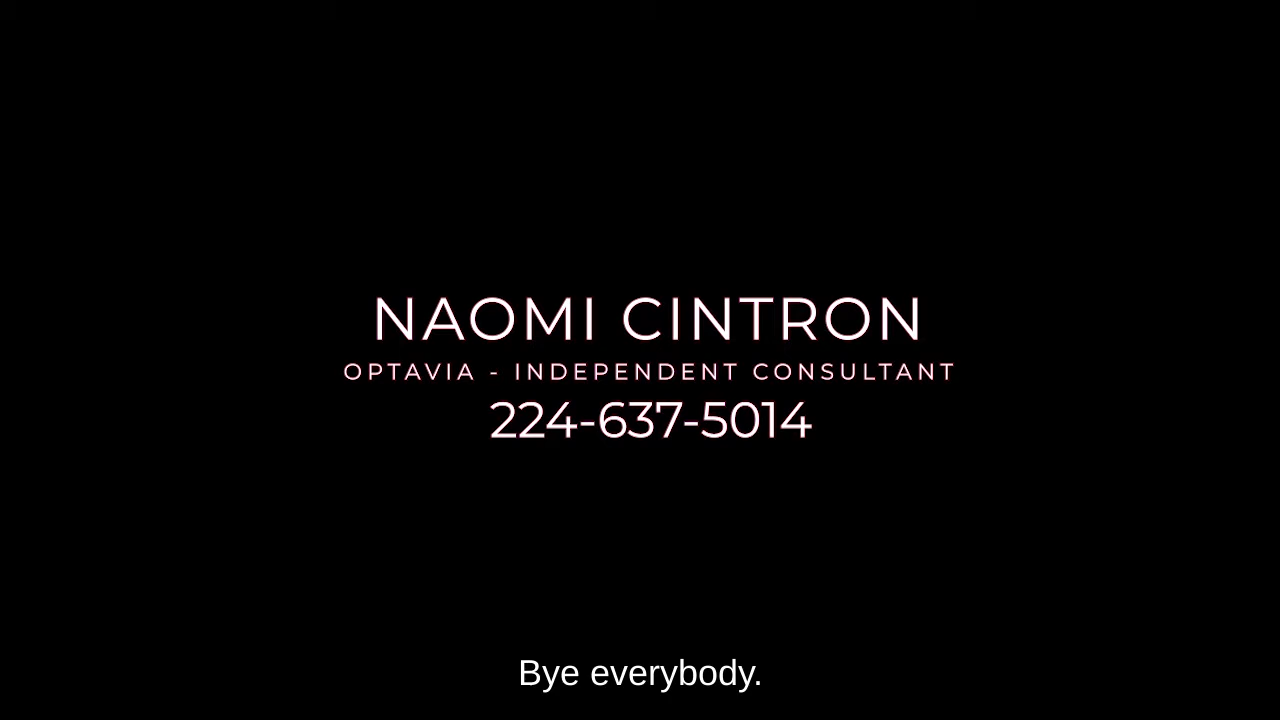 NAOMI CINTRON
OPTAVIA - INDEPENDENT CONSULTANT
224-637-5014
Bye everybody.